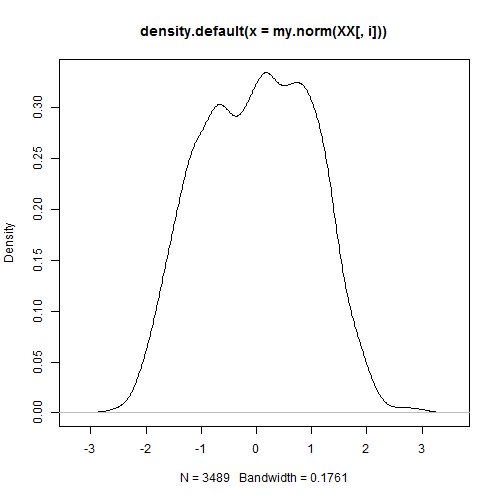 density.default(x = my.norm(XX[, i]))
Density
0.30
0.25
0.20
0.15
0.10
0.05
0.00
-3 -2 -1 0 1 2 3
N = 3489 Bandwidth = 0.1761